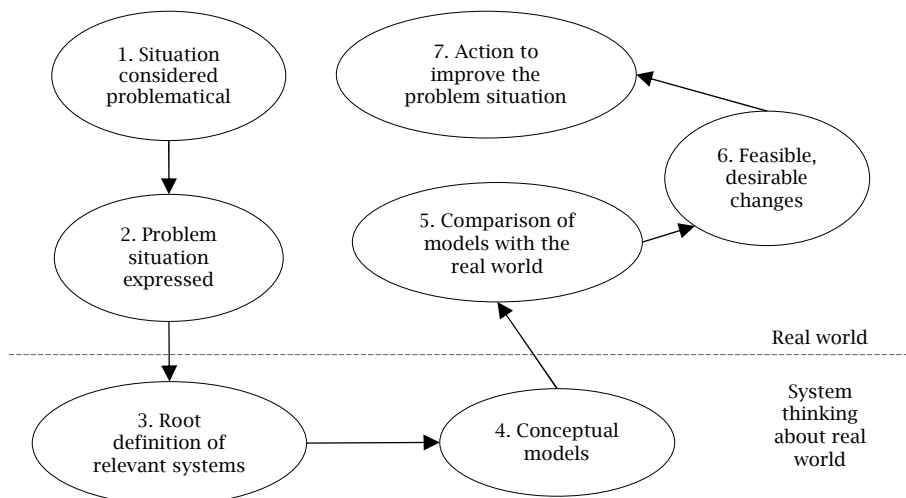 1. Situation
considered
problematical
2. Problem
situation
expressed
3. Root
definition of
relevant systems
4. Conceptual
models
5. Comparison of
models with the
real world
6. Feasible,
desirable
changes
7. Action to
improve the
problem situation
Real world
System
thinking
about real
world